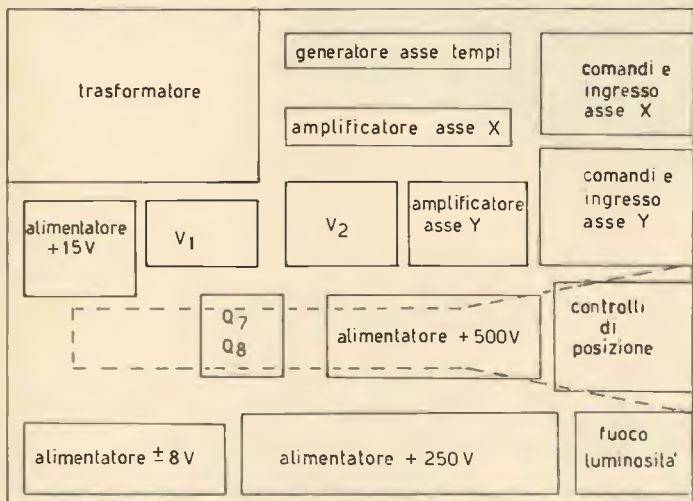 trasformatore
generatore asse tempi
comandi e
ingresso
asse X
amplificatore asse X
comandi e
ingresso
asse Y
alimentatore
+15V
V1
V2
amplificatore
asse Y
Q7
Q8
alimentatore +500V
controlli
di
posizione
alimentatore ±8V
alimentatore + 250V
fuoco
luminosita'